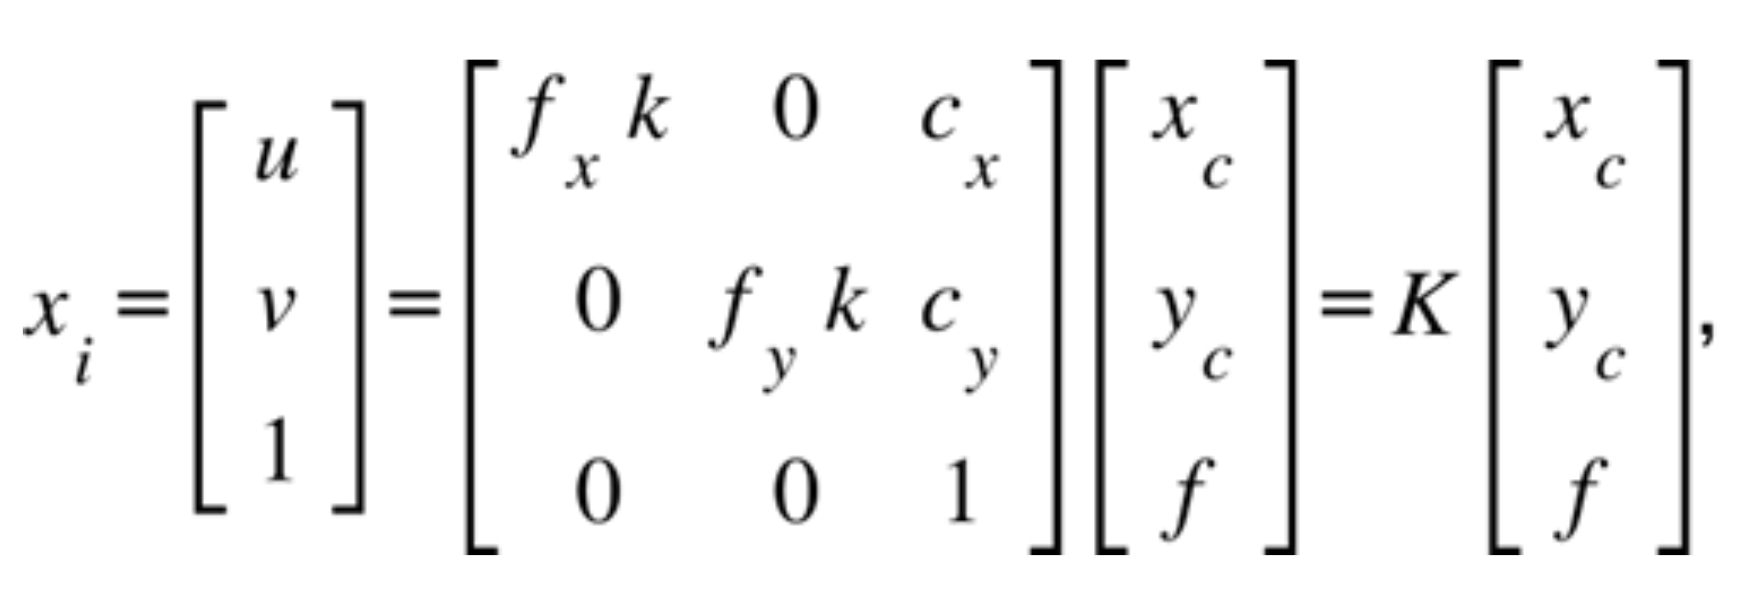 x_i = [ u v 1 ] = [ f_x k 0 c_x 0 f_y k c_y 0 0 1 ] [ x_c y_c f ] = K [ x_c y_c f ],